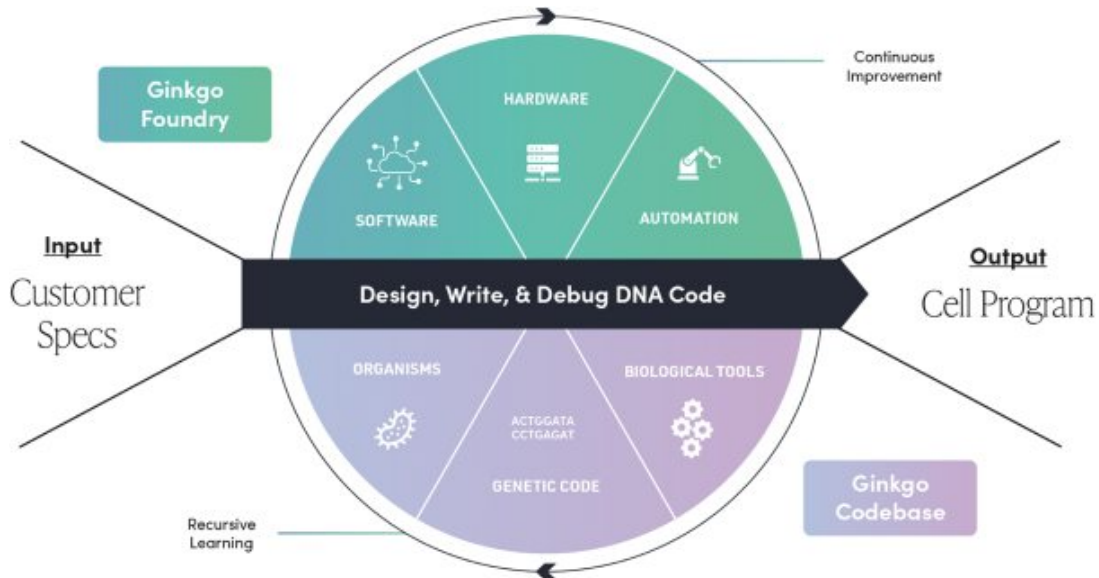 Ginkgo
Foundry
HARDWARE
Continuous
Improvement
SOFTWARE
AUTOMATION
Input
Customer
Specs
Design, Write, & Debug DNA Code
Output
Cell Program
ORGANISMS
BIOLOGICAL TOOLS
ACTGGATA
CCTGAGAT
GENETIC CODE
Ginkgo
Codebase
Recursive
Learning